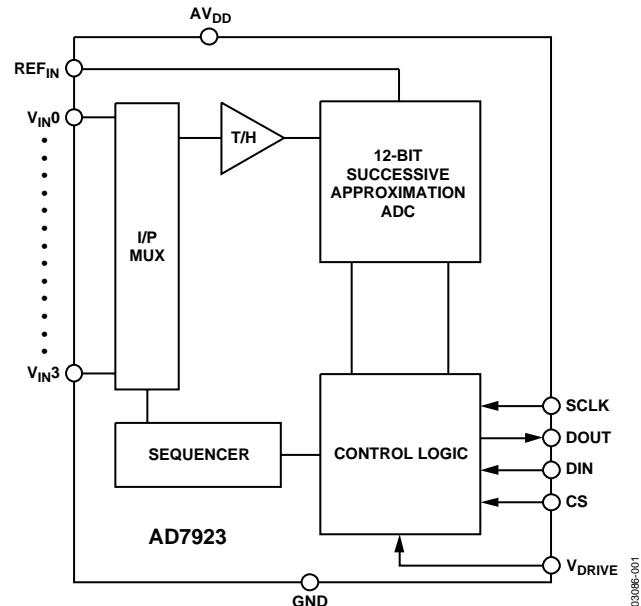 AVDD
REFIN
VIN0
T/H
12-BIT
SUCCESSIVE
APPROXIMATION
ADC
I/P
MUX
VIN3
SCLK
DOUT
DIN
CS
SEQUENCER
CONTROL LOGIC
AD7923
VDRIVE
GND
03086-001